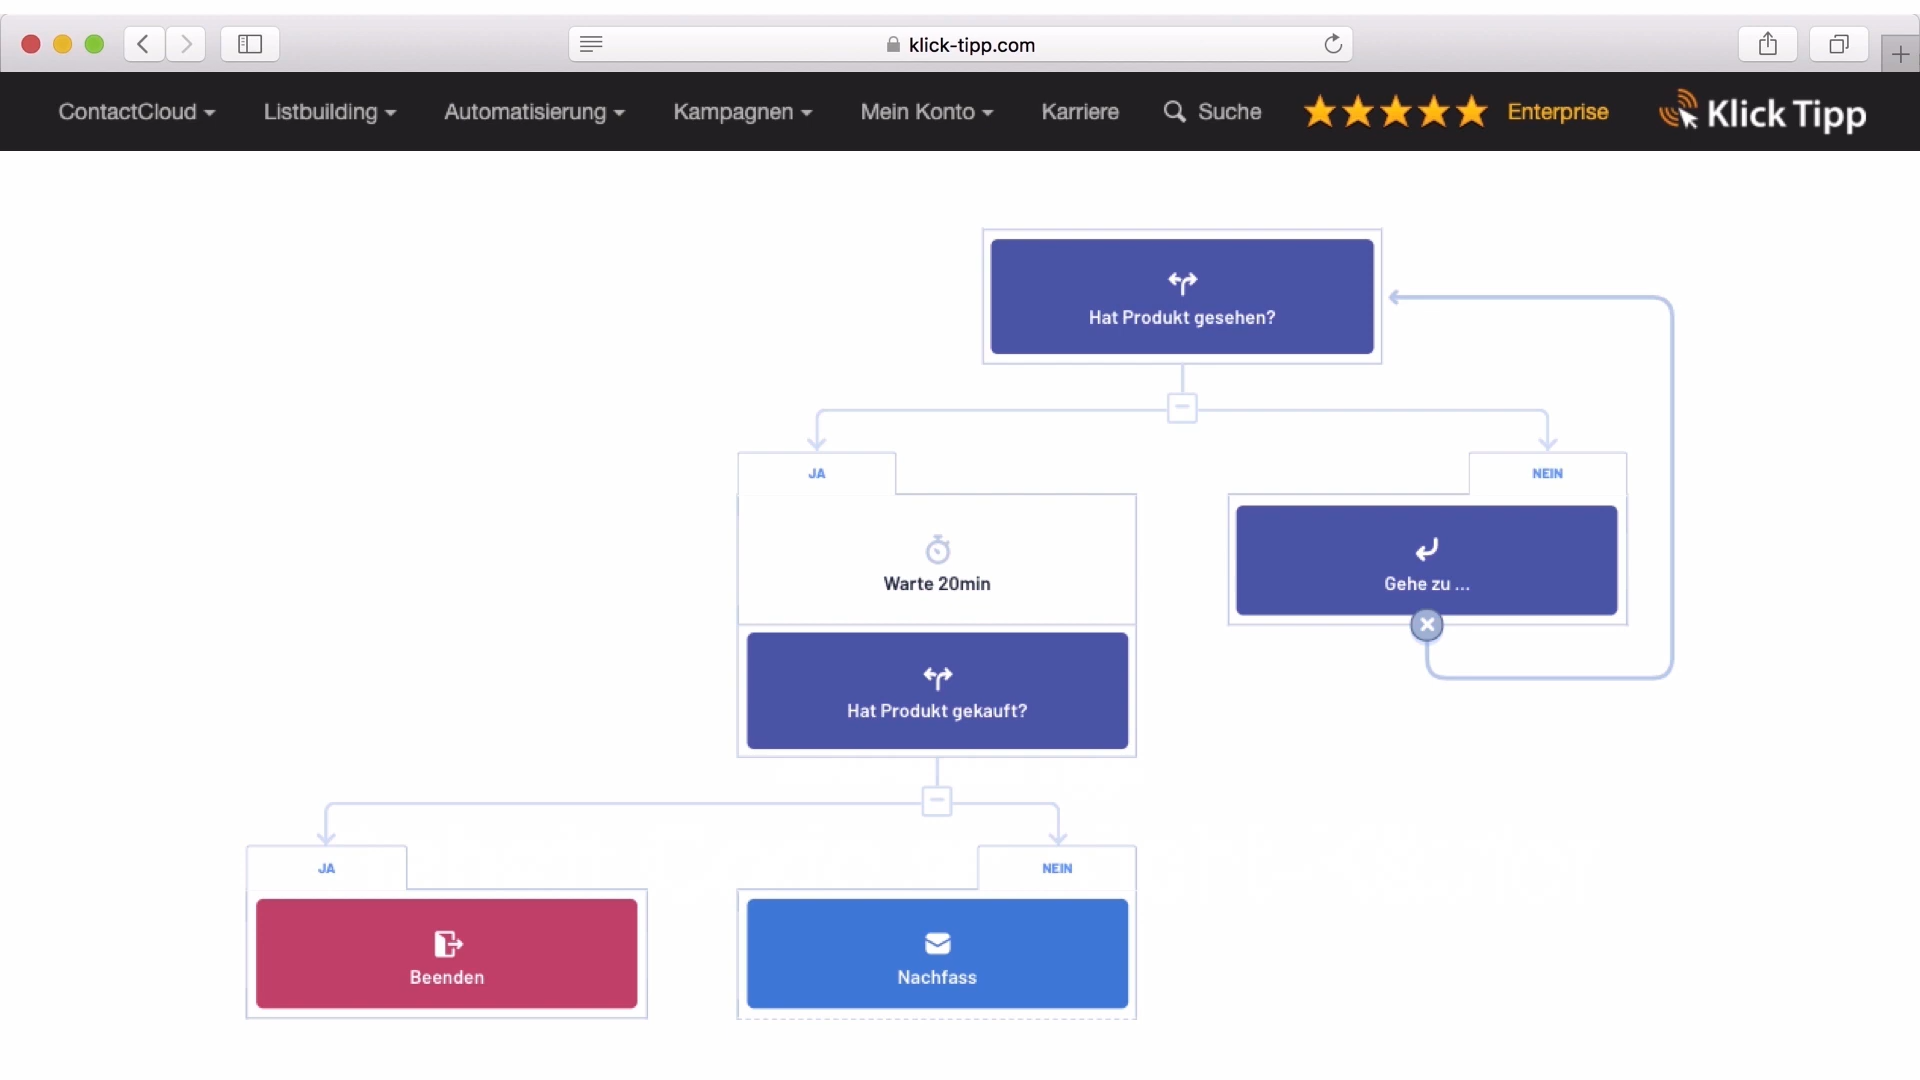 klick-tipp.com
ContactCloud Listbuilding Automatisierung Kampagnen Mein Konto Karriere Suche Enterprise Klick Tipp
Hat Produkt gesehen?
JA
NEIN
Warte 20min
Gehe zu ...
Hat Produkt gekauft?
JA
NEIN
Beenden
Nachfass